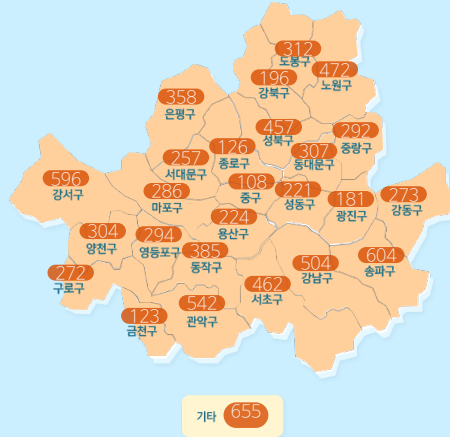 312
도봉구
472
노원구
196
강북구
358
은평구
457
성북구
292
중랑구
126
종로구
307
동대문구
257
서대문구
596
강서구
286
마포구
108
중구
221
성동구
181
광진구
273
강동구
224
용산구
304
양천구
294
영등포구
385
동작구
604
송파구
504
강남구
272
구로구
462
서초구
542
관악구
123
금천구
기타 655